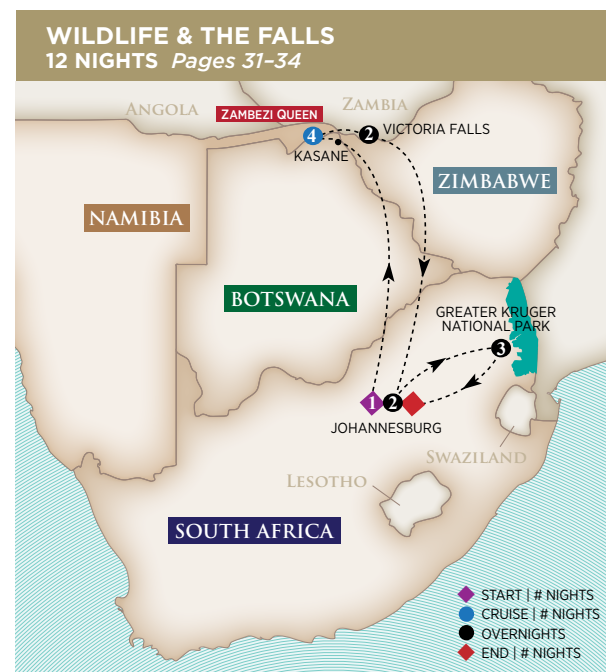 WILDLIFE & THE FALLS
12 NIGHTS Pages 31–34
ANGOLA
ZAMBEZI QUEEN
ZAMBIA
4
2
VICTORIA FALLS
KASANE
ZIMBABWE
NAMIBIA
BOTSWANA
GREATER KRUGER
NATIONAL PARK
3
1
2
JOHANNESBURG
SWAZILAND
LESOTHO
SOUTH AFRICA
START | # NIGHTS
CRUISE | # NIGHTS
OVERNIGHTS
END | # NIGHTS